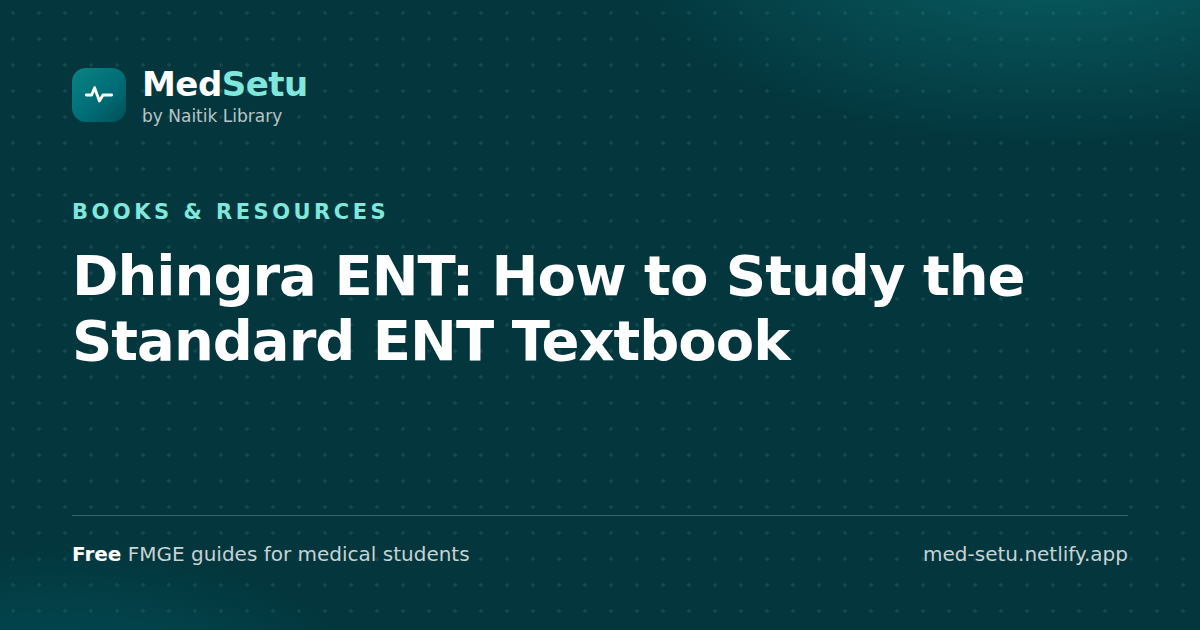 MedSetu
by Naitik Library
BOOKS & RESOURCES
Dhingra ENT: How to Study the
Standard ENT Textbook
Free FMGE guides for medical students
med-setu.netlify.app